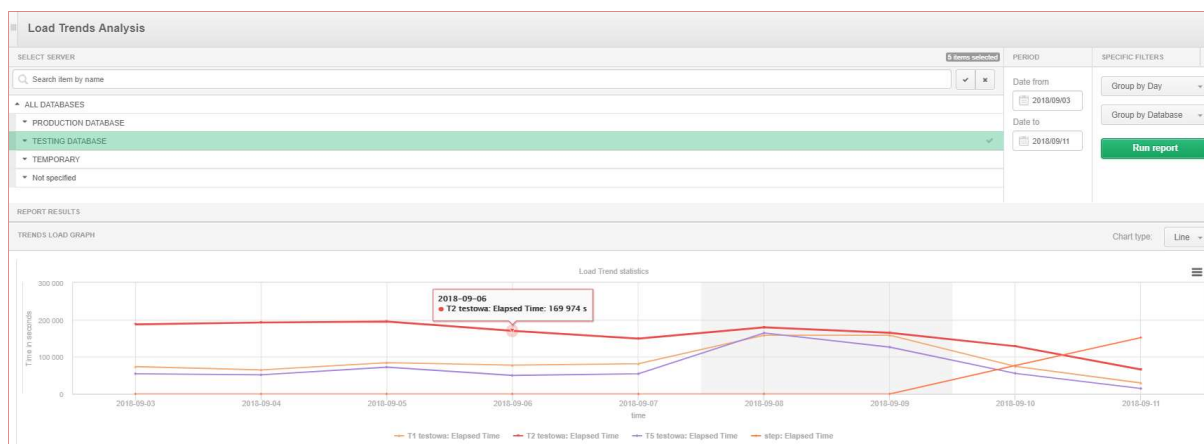 Load Trends Analysis
SELECT SERVER
5 items selected
PERIOD
SPECIFIC FILTERS
Search item by name
Date from
Group by Day
ALL DATABASES
2018/09/03
PRODUCTION DATABASE
Date to
Group by Database
TESTING DATABASE
2018/09/11
Run report
TEMPORARY
Not specified
REPORT RESULTS
TRENDS LOAD GRAPH
Chart type:
Line
Load Trend statistics
300 000
2018-09-06
T2 testowa: Elapsed Time: 169 974 s
200 000
Time in seconds
100 000
0
2018-09-03
2018-09-04
2018-09-05
2018-09-06
2018-09-07
2018-09-08
2018-09-09
2018-09-10
2018-09-11
time
T1 testowa: Elapsed Time
T2 testowa: Elapsed Time
T5 testowa: Elapsed Time
step: Elapsed Time